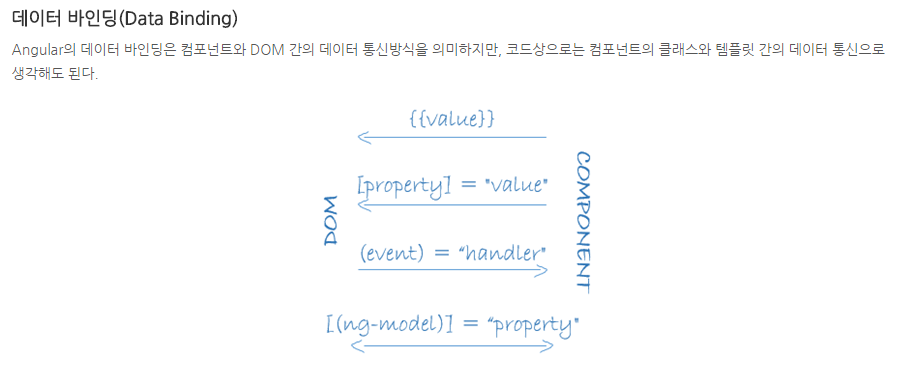 데이터 바인딩(Data Binding)
Angular의 데이터 바인딩은 컴포넌트와 DOM 간의 데이터 통신방식을 의미하지만, 코드상으로는 컴포넌트의 클래스와 템플릿 간의 데이터 통신으로
생각해도 된다.
{{value}}
[property] = "value"
(event) = "handler"
[(ng-model)] = "property"
DOM
COMPONENT